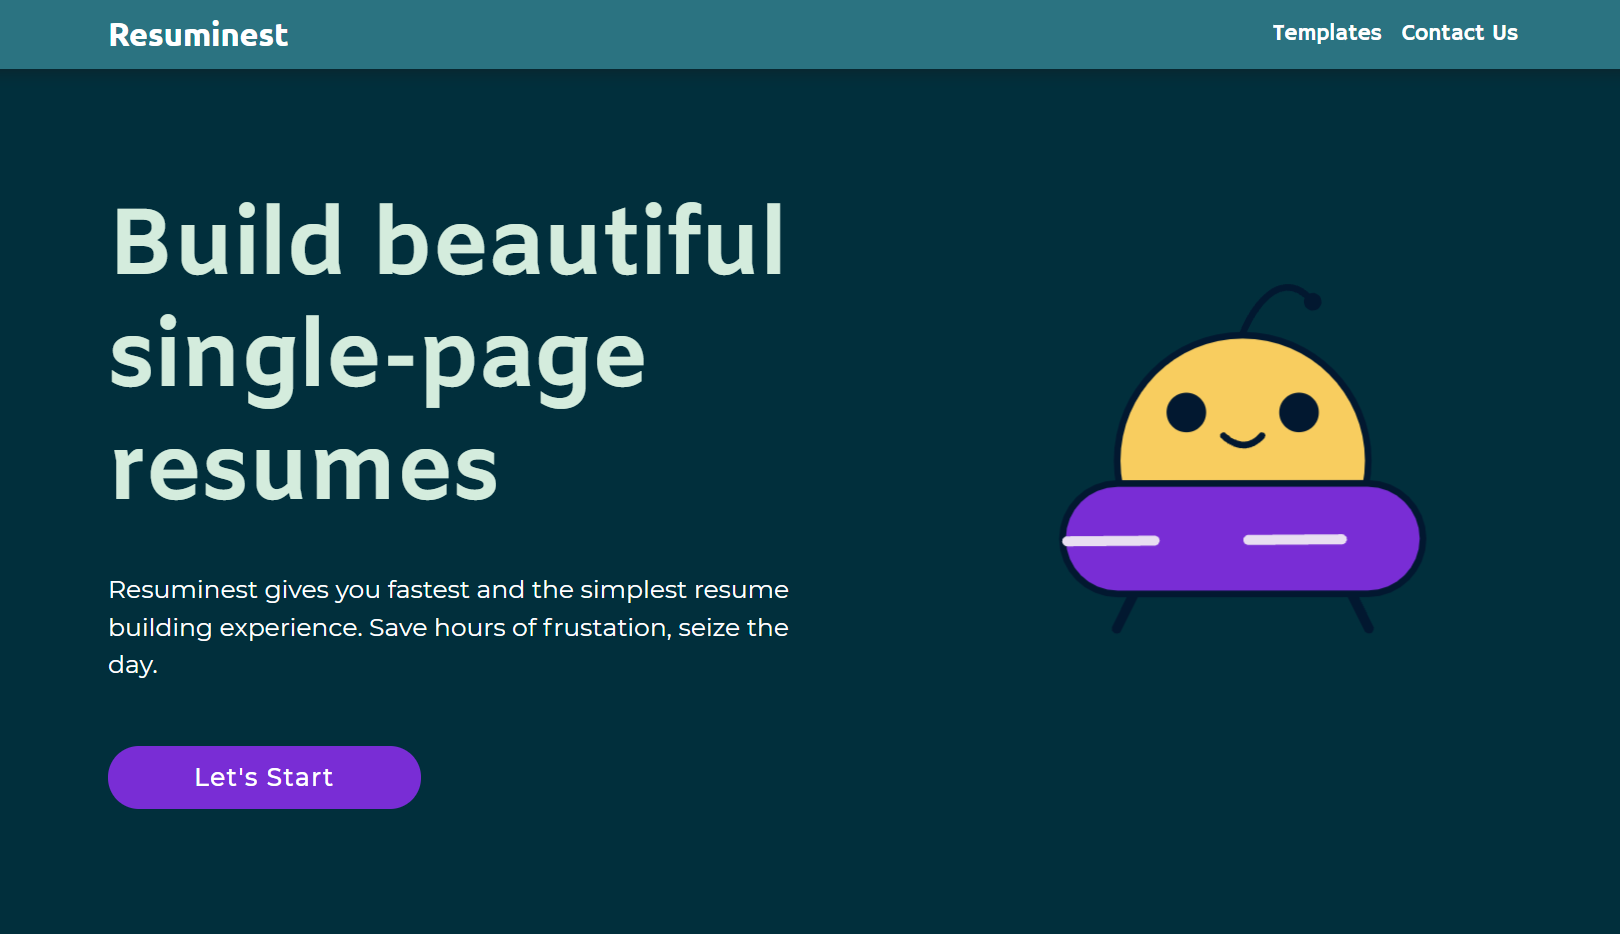 Resuminest
Templates Contact Us
Build beautiful
single-page
resumes
Resuminest gives you fastest and the simplest resume
building experience. Save hours of frustation, seize the
day.
Let's Start